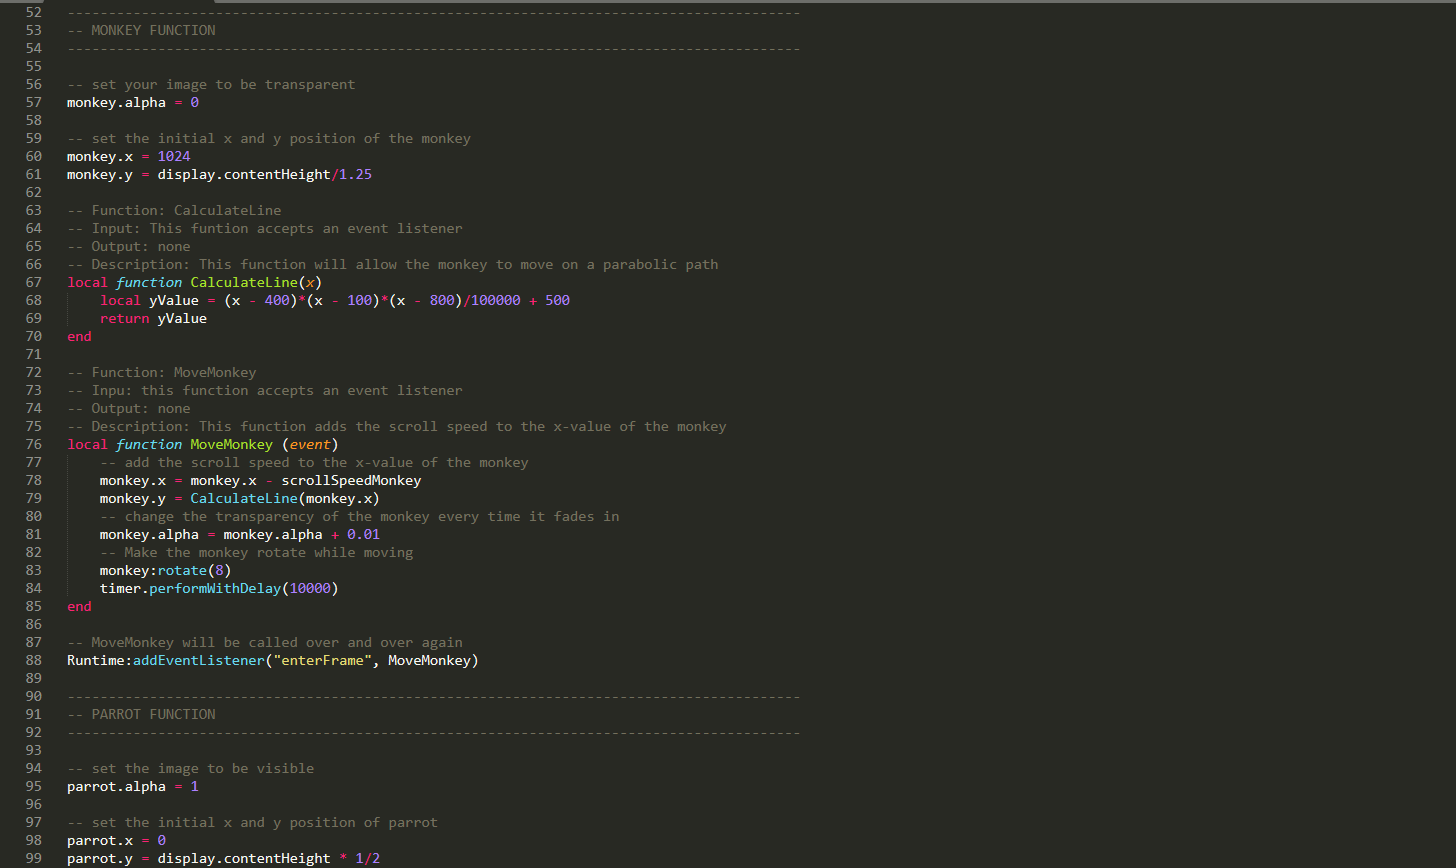 52 -----------------------------------------------------------------------------------------
53 -- MONKEY FUNCTION
54 -----------------------------------------------------------------------------------------
55
56 -- set your image to be transparent
57 monkey.alpha = 0
58
59 -- set the initial x and y position of the monkey
60 monkey.x = 1024
61 monkey.y = display.contentHeight/1.25
62
63 -- Function: CalculateLine
64 -- Input: This funtion accepts an event listener
65 -- Output: none
66 -- Description: This function will allow the monkey to move on a parabolic path
67 local function CalculateLine(x)
68     local yValue = (x - 400)*(x - 100)*(x - 800)/100000 + 500
69     return yValue
70 end
71
72 -- Function: MoveMonkey
73 -- Inpu: this function accepts an event listener
74 -- Output: none
75 -- Description: This function adds the scroll speed to the x-value of the monkey
76 local function MoveMonkey (event)
77     -- add the scroll speed to the x-value of the monkey
78     monkey.x = monkey.x - scrollSpeedMonkey
79     monkey.y = CalculateLine(monkey.x)
80     -- change the transparency of the monkey every time it fades in
81     monkey.alpha = monkey.alpha + 0.01
82     -- Make the monkey rotate while moving
83     monkey:rotate(8)
84     timer.performWithDelay(10000)
85 end
86
87 -- MoveMonkey will be called over and over again
88 Runtime:addEventListener("enterFrame", MoveMonkey)
89
90 -----------------------------------------------------------------------------------------
91 -- PARROT FUNCTION
92 -----------------------------------------------------------------------------------------
93
94 -- set the image to be visible
95 parrot.alpha = 1
96
97 -- set the initial x and y position of parrot
98 parrot.x = 0
99 parrot.y = display.contentHeight * 1/2